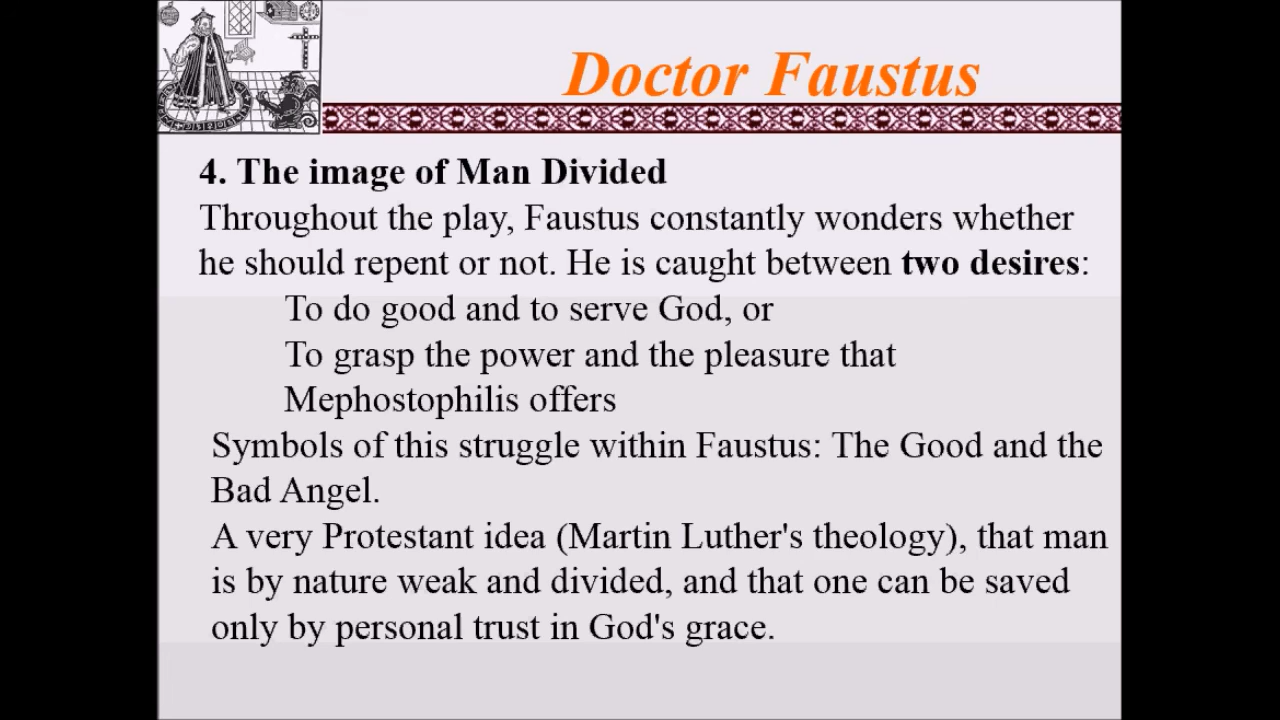 Doctor Faustus
4. The image of Man Divided
Throughout the play, Faustus constantly wonders whether
he should repent or not. He is caught between two desires:
To do good and to serve God, or
To grasp the power and the pleasure that
Mephostophilis offers
Symbols of this struggle within Faustus: The Good and the
Bad Angel.
A very Protestant idea (Martin Luther's theology), that man
is by nature weak and divided, and that one can be saved
only by personal trust in God's grace.